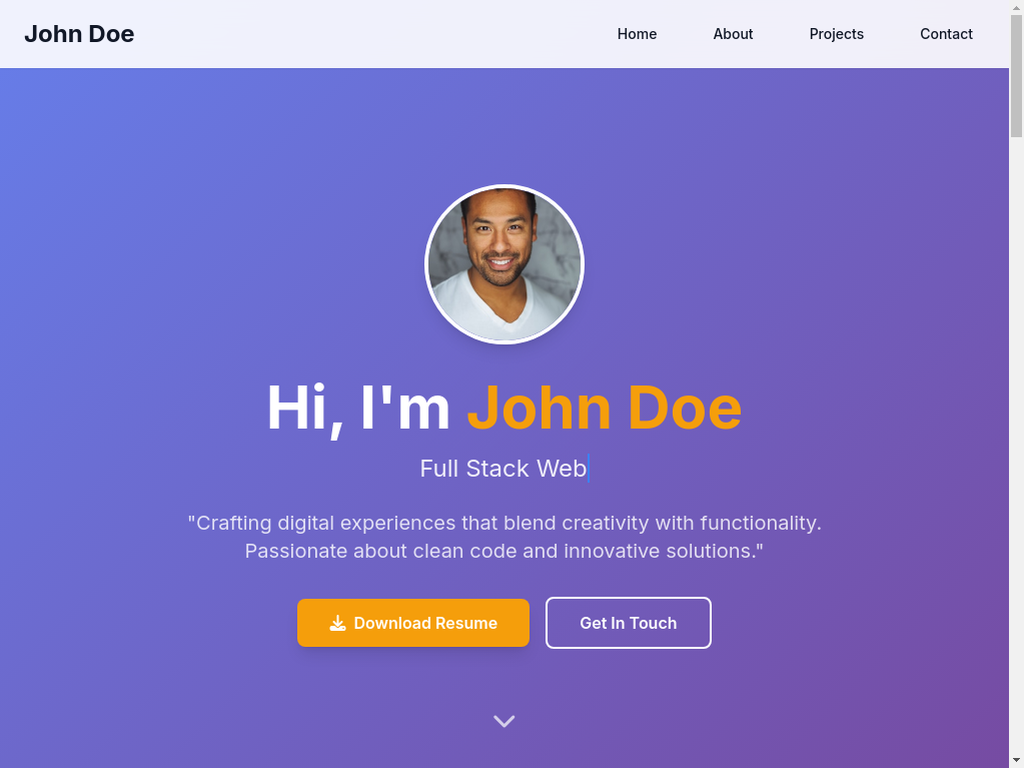 John Doe
Home About Projects Contact
Hi, I'm John Doe
Full Stack Web
"Crafting digital experiences that blend creativity with functionality.
Passionate about clean code and innovative solutions."
Download Resume
Get In Touch